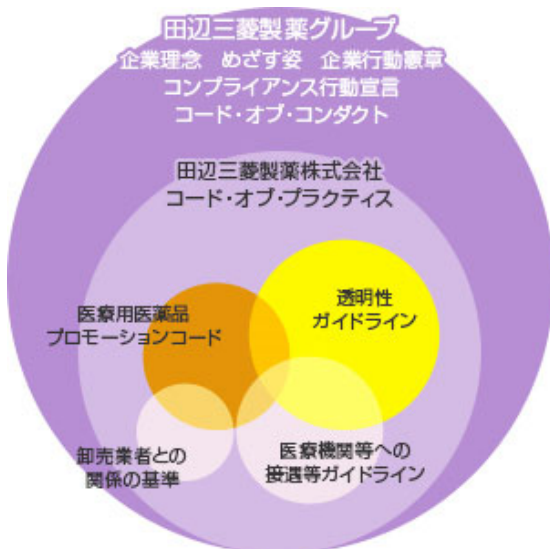 田辺三菱製薬グループ
企業理念　めざす姿　企業行動憲章
コンプライアンス行動宣言
コード・オブ・コンダクト
田辺三菱製薬株式会社
コード・オブ・プラクティス
医療用医薬品
プロモーションコード
透明性
ガイドライン
卸売業者との
関係の基準
医療機関等への
接遇等ガイドライン